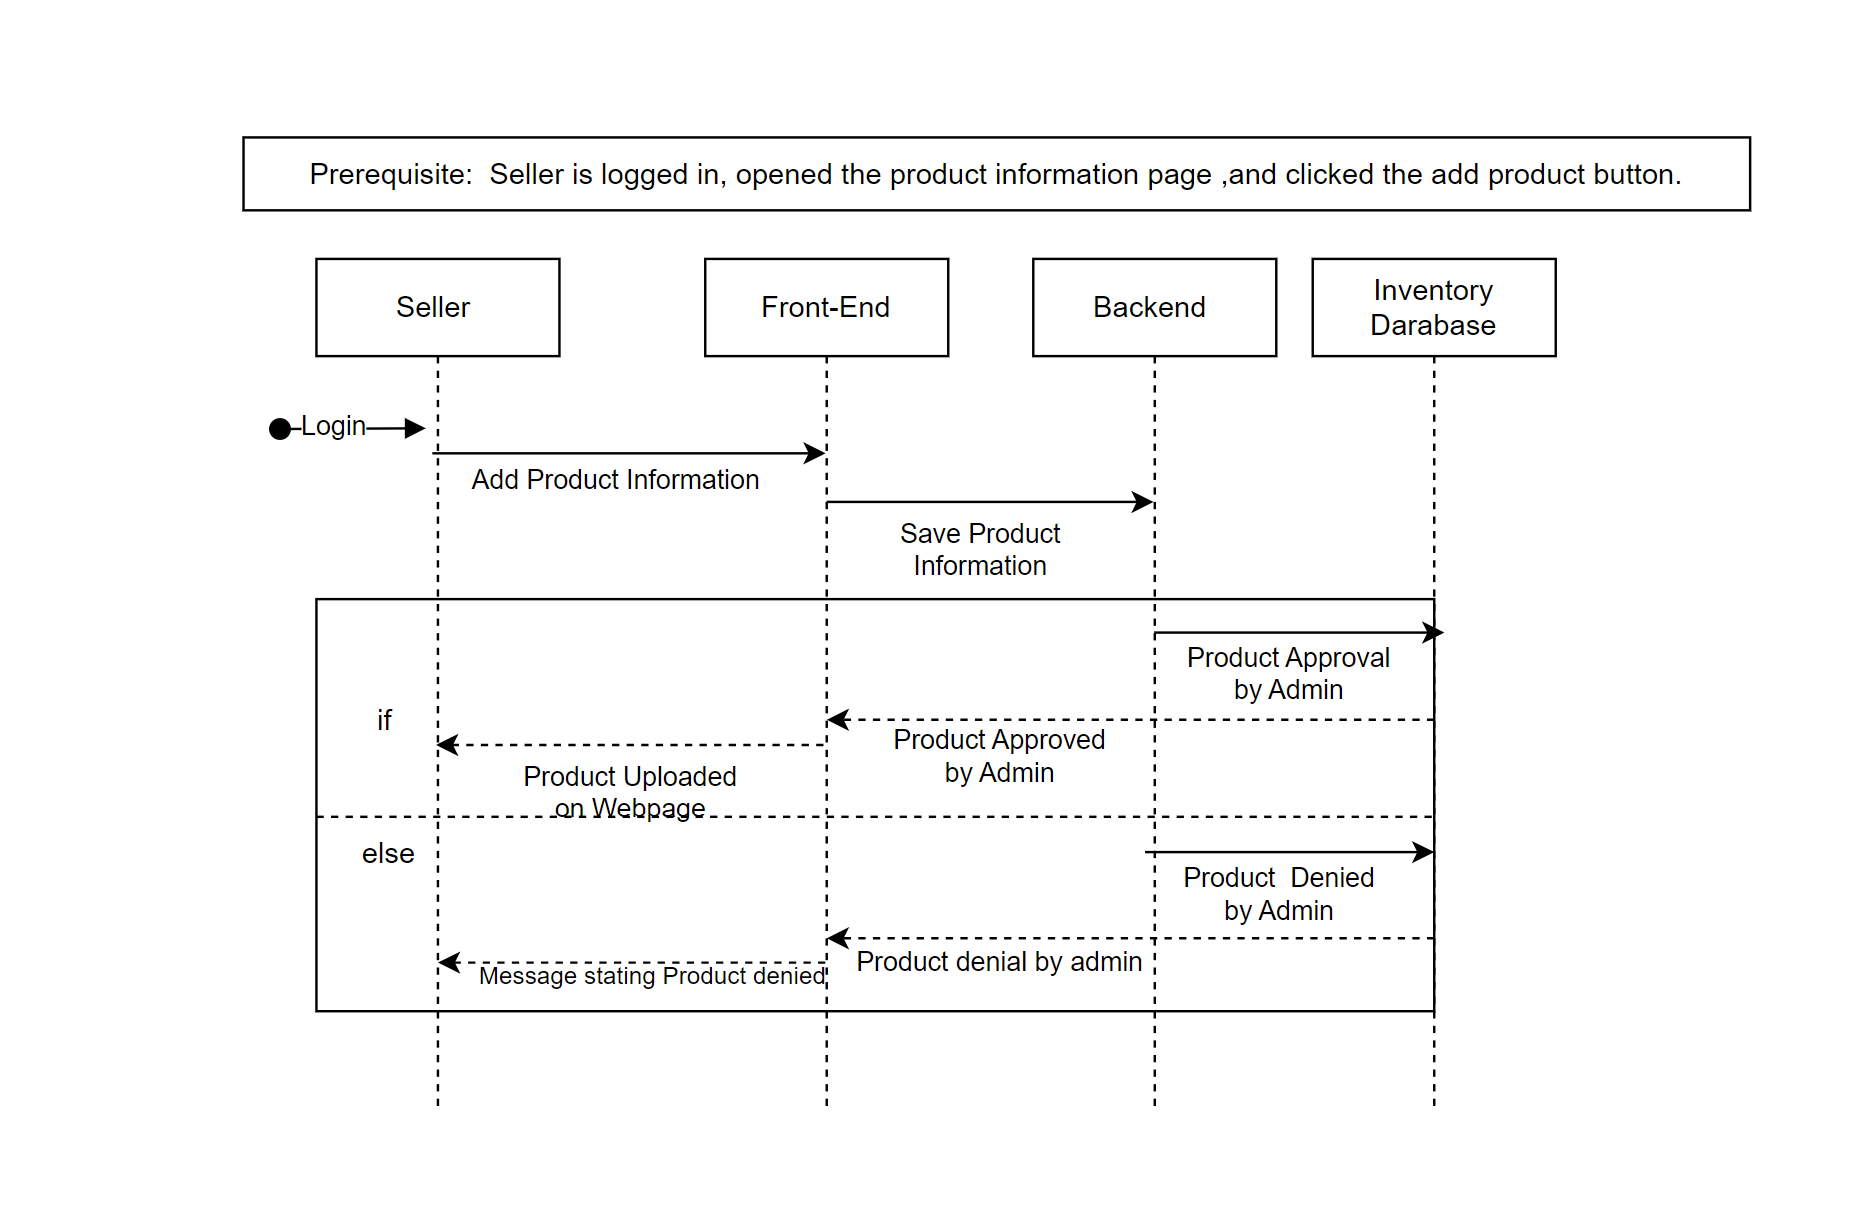 Prerequisite:  Seller is logged in, opened the product information page ,and clicked the add product button.
Seller
Front-End
Backend
Inventory
Darabase
Login
Add Product Information
Save Product
Information
Product Approval
by Admin
if
Product Approved
by Admin
Product Uploaded
on Webpage
else
Product  Denied
by Admin
Product denial by admin
Message stating Product denied